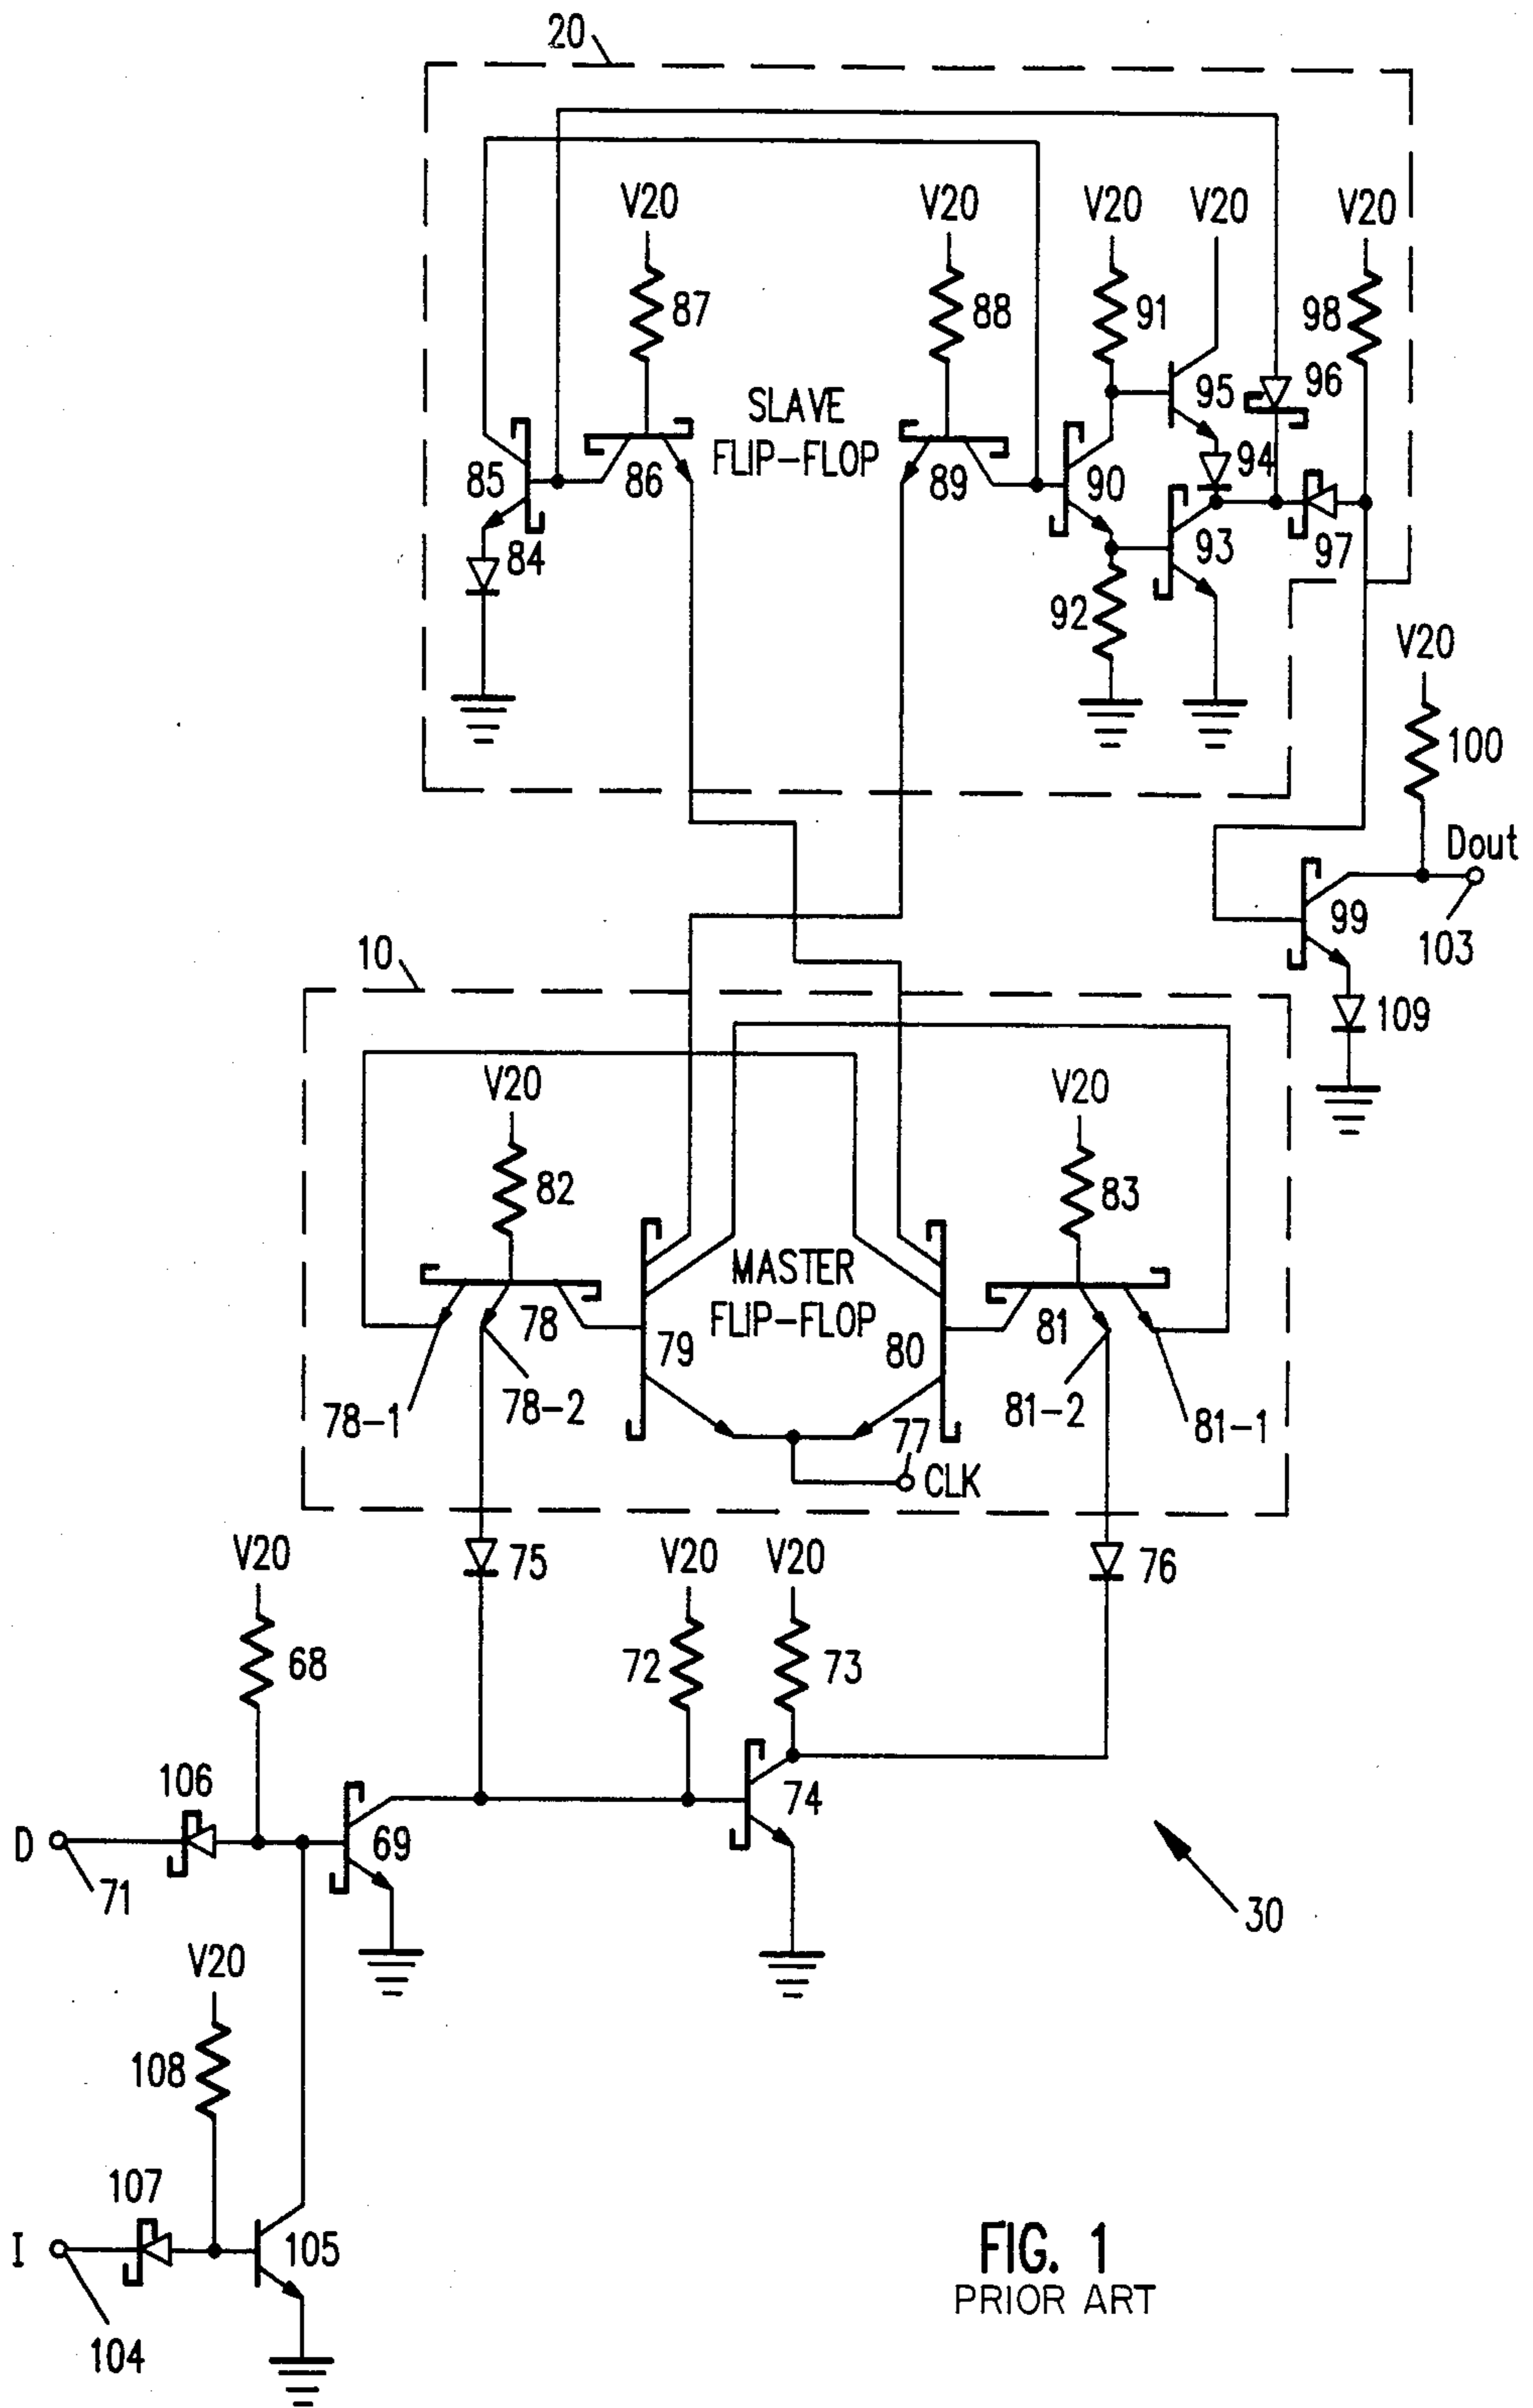 20
V20
V20
V20
V20
V20
87
88
91
98
96
SLAVE
FLIP-FLOP
95
94
85
86
89
90
93
97
84
92
V20
100
Dout
99
103
10
109
V20
V20
82
83
MASTER
FLIP-FLOP
78
79
80
81
78-1
78-2
77
81-2
81-1
CLK
V20
75
V20
V20
76
68
72
73
106
74
D
69
71
30
V20
108
107
I
105
104
FIG. 1
PRIOR ART